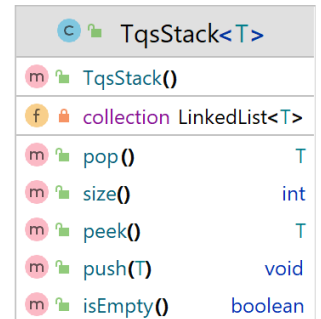 C TqsStack<T>
m TqsStack()
f collection LinkedList<T>
m pop() T
m size() int
m peek() T
m push(T) void
m isEmpty() boolean